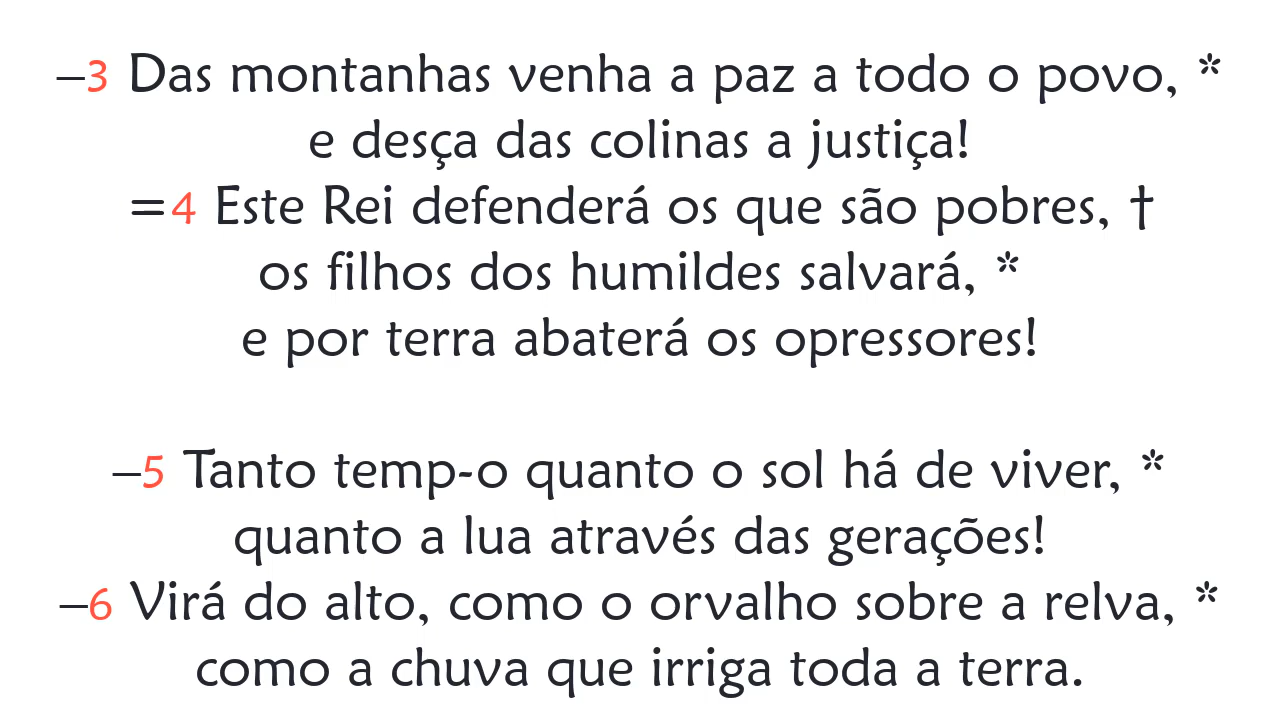 –3 Das montanhas venha a paz a todo o povo, *
e desça das colinas a justiça!
=4 Este Rei defenderá os que são pobres, †
os filhos dos humildes salvará, *
e por terra abaterá os opressores!
–5 Tanto temp-o quanto o sol há de viver, *
quanto a lua através das gerações!
–6 Virá do alto, como o orvalho sobre a relva, *
como a chuva que irriga toda a terra.